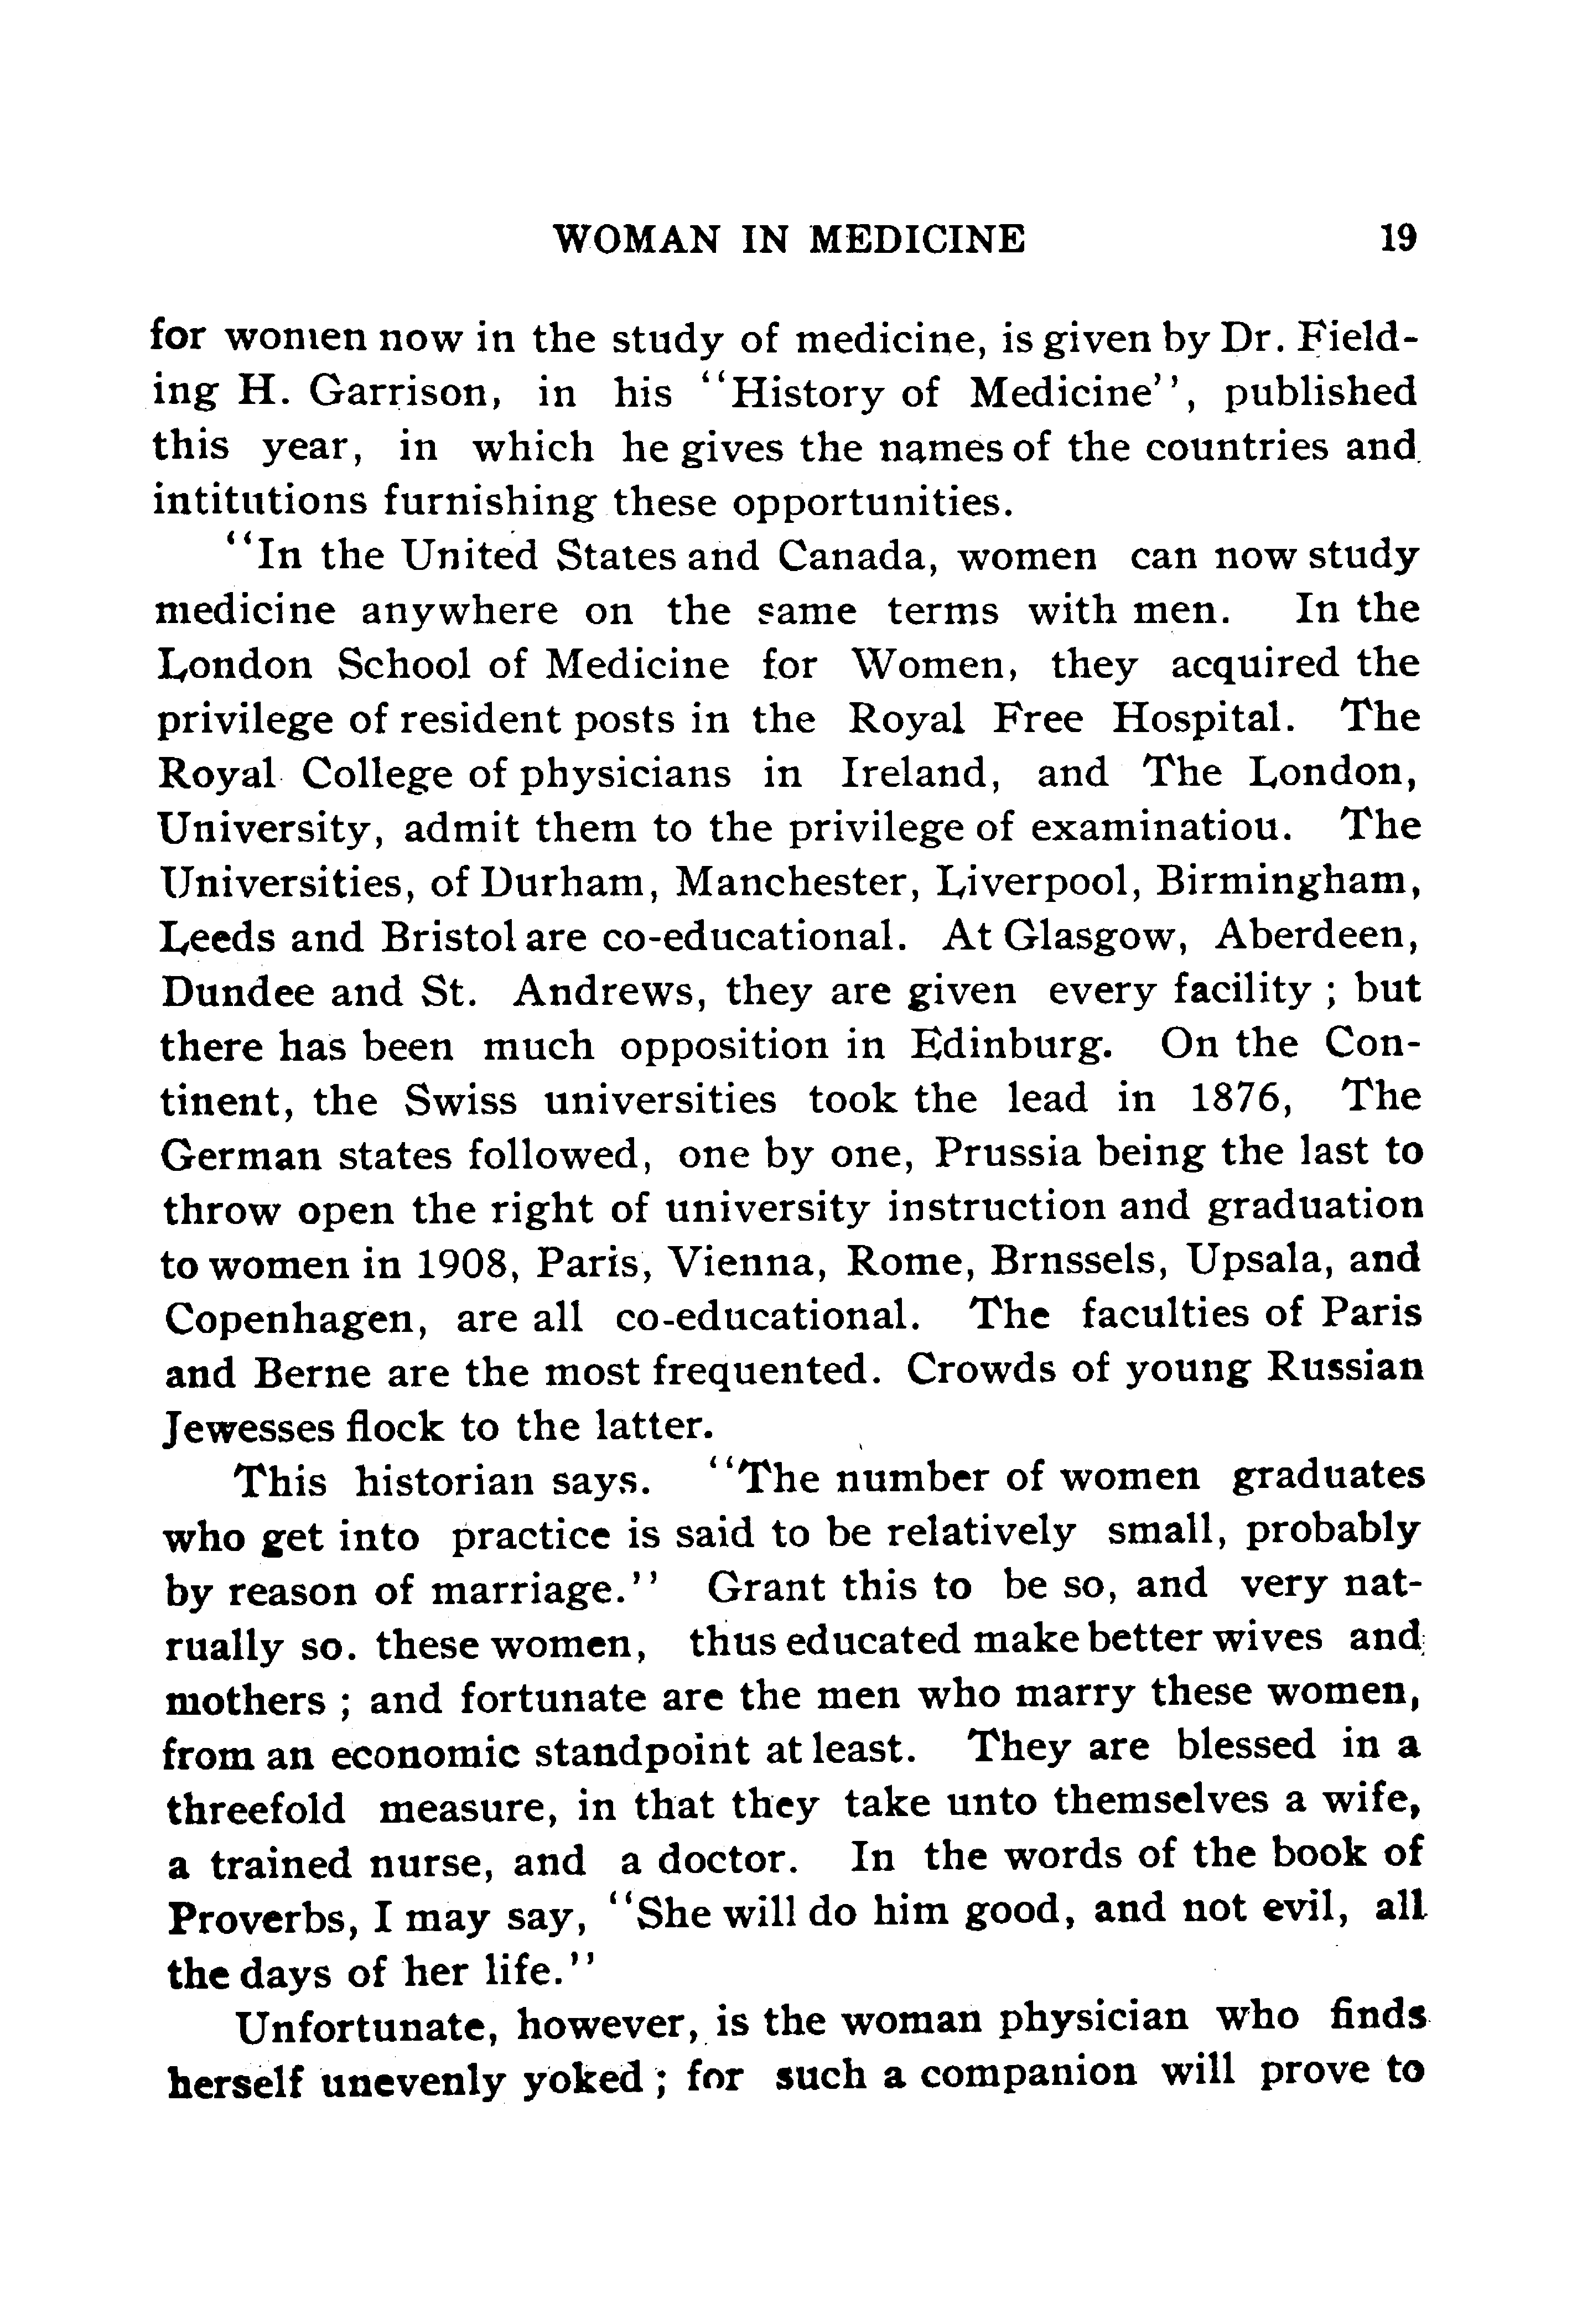 WOMAN IN MEDICINE 19
for women now in the study of medicine, is given by Dr. Field-
ing H. Garrison, in his ‘‘History of Medicine’’, published
this year, in which he gives the names of the countries and
intitutions furnishing these opportunities.
‘‘In the United States and Canada, women can now study
medicine anywhere on the same terms with men. In the
London School of Medicine for Women, they acquired the
privilege of resident posts in the Royal Free Hospital. The
Royal College of physicians in Ireland, and The London,
University, admit them to the privilege of examinatiou. The
Universities, of Durham, Manchester, Liverpool, Birmingham,
Leeds and Bristol are co-educational. At Glasgow, Aberdeen,
Dundee and St. Andrews, they are given every facility ; but
there has been much opposition in Edinburg. On the Con-
tinent, the Swiss universities took the lead in 1876, The
German states followed, one by one, Prussia being the last to
throw open the right of university instruction and graduation
to women in 1908, Paris, Vienna, Rome, Brnssels, Upsala, and
Copenhagen, are all co-educational. The faculties of Paris
and Berne are the most frequented. Crowds of young Russian
Jewesses flock to the latter.
This historian says. ‘‘The number of women graduates
who get into practice is said to be relatively small, probably
by reason of marriage.’’ Grant this to be so, and very nat-
rually so. these women, thus educated make better wives and
mothers ; and fortunate are the men who marry these women,
from an economic standpoint at least. They are blessed in a
threefold measure, in that they take unto themselves a wife,
a trained nurse, and a doctor. In the words of the book of
Proverbs, I may say, ‘‘She will do him good, and not evil, all
the days of her life.’’
Unfortunate, however, is the woman physician who finds
herself unevenly yoked ; for such a companion will prove to